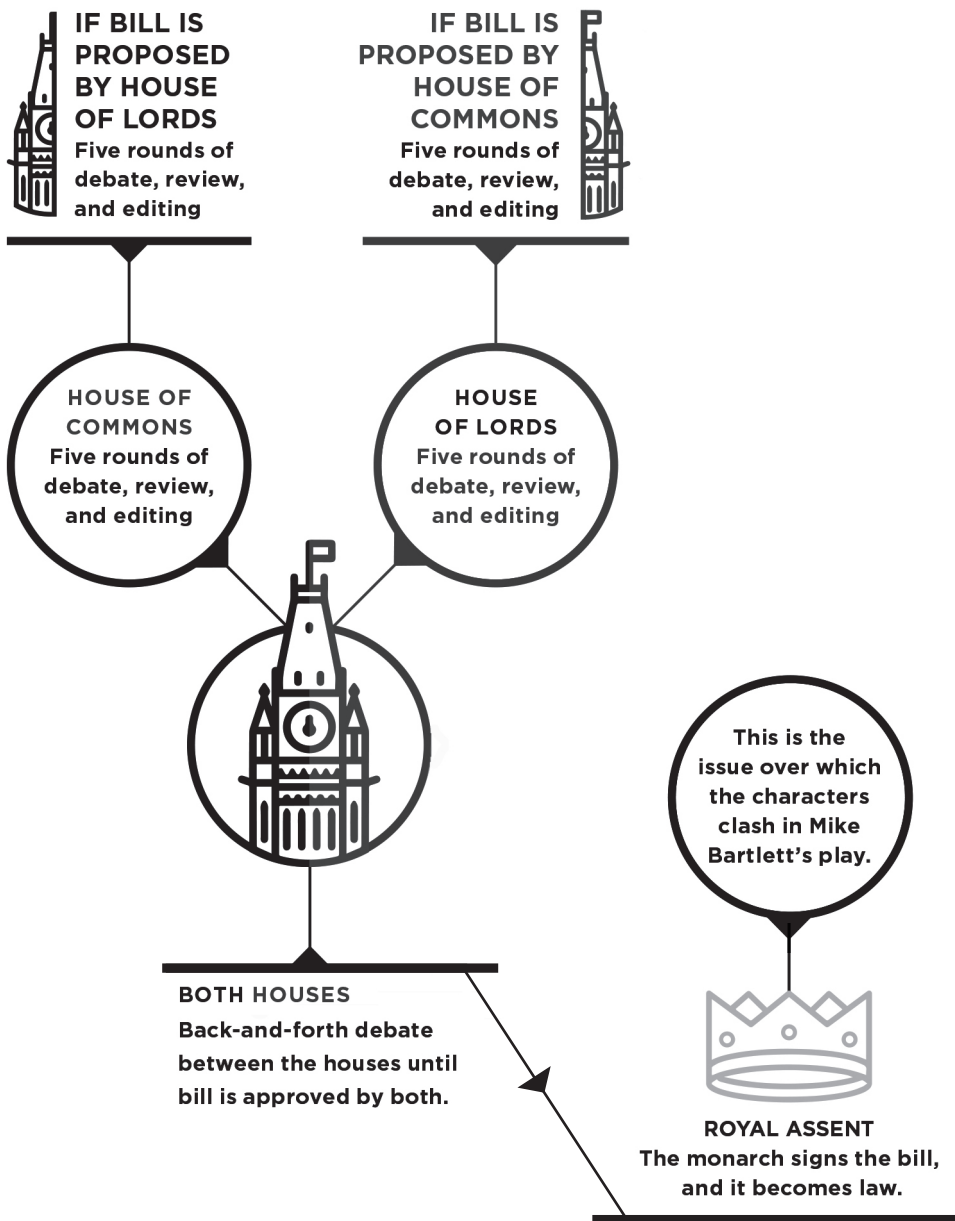 IF BILL IS
PROPOSED
BY HOUSE
OF LORDS
Five rounds of
debate, review,
and editing
IF BILL IS
PROPOSED BY
HOUSE OF
COMMONS
Five rounds of
debate, review,
and editing
HOUSE OF
COMMONS
Five rounds of
debate, review,
and editing
HOUSE
OF LORDS
Five rounds of
debate, review,
and editing
BOTH HOUSES
Back-and-forth debate
between the houses until
bill is approved by both.
This is the
issue over which
the characters
clash in Mike
Bartlett’s play.
ROYAL ASSENT
The monarch signs the bill,
and it becomes law.